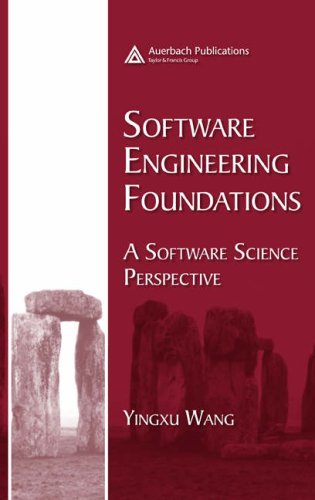 Auerbach Publications
Taylor & Francis Group
SOFTWARE
ENGINEERING
FOUNDATIONS
A SOFTWARE SCIENCE
PERSPECTIVE
YINGXU WANG